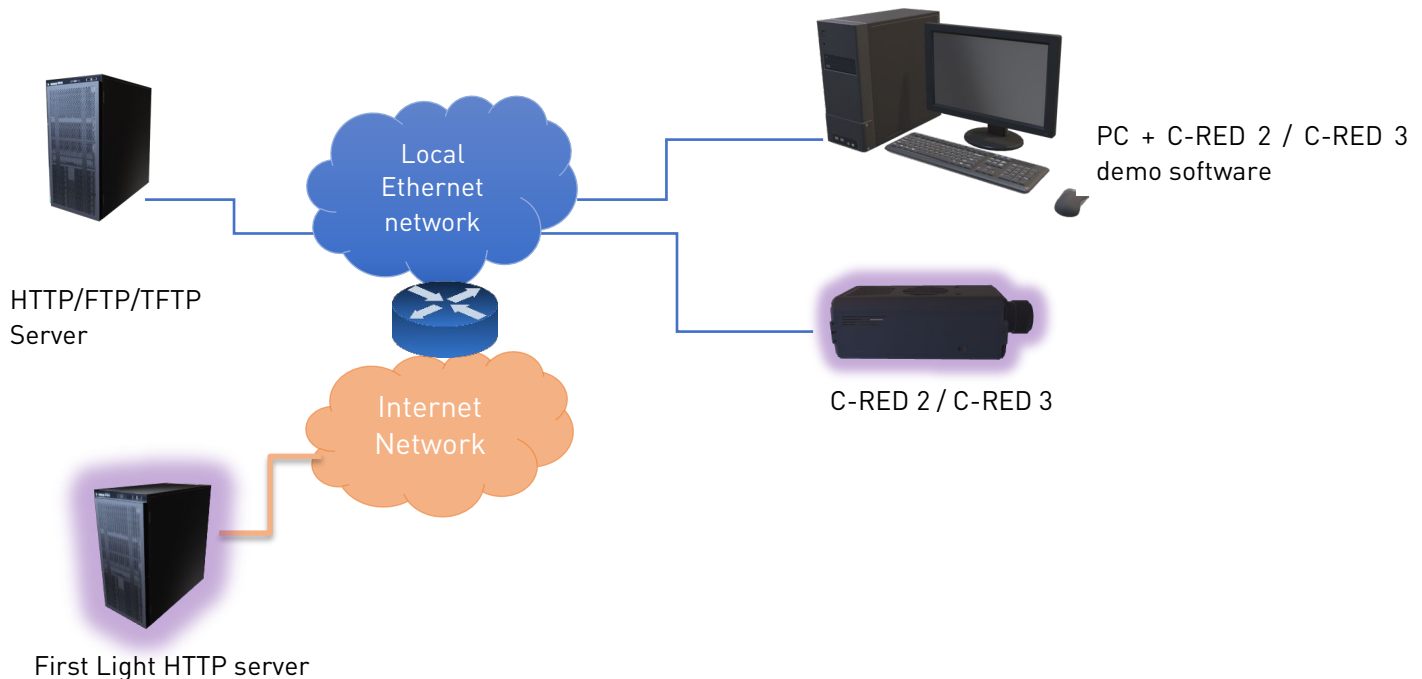 Local
Ethernet
network
PC + C-RED 2 / C-RED 3
demo software
HTTP/FTP/TFTP
Server
C-RED 2 / C-RED 3
Internet
Network
First Light HTTP server